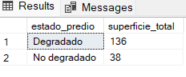 Results Messages
estado_predio superficie_total
1 Degradado 136
2 No degradado 38